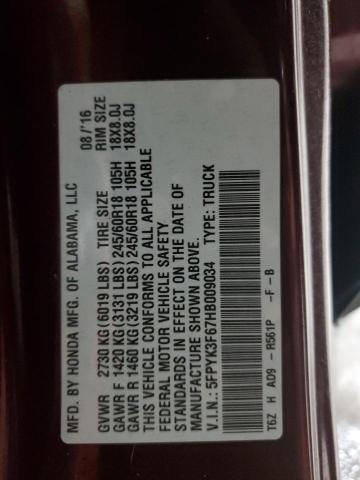 MFD. BY HONDA MFG. OF ALABAMA, LLC 08/'16
GVWR 2730 KG(6019 LBS) TIRE SIZE RIM SIZE
GAWR F 1420 KG(3131 LBS)245/60R18 105H 18X8.0J
GAWR R 1460 KG(3219 LBS)245/60R18 105H 18X8.0J
THIS VEHICLE CONFORMS TO ALL APPLICABLE
FEDERAL MOTOR VEHICLE SAFETY
STANDARDS IN EFFECT ON THE DATE OF
MANUFACTURE SHOWN ABOVE.
V.I.N.: 5FPYK3F67HB009034 TYPE: TRUCK
T6Z H AD9 -R561P -F-B